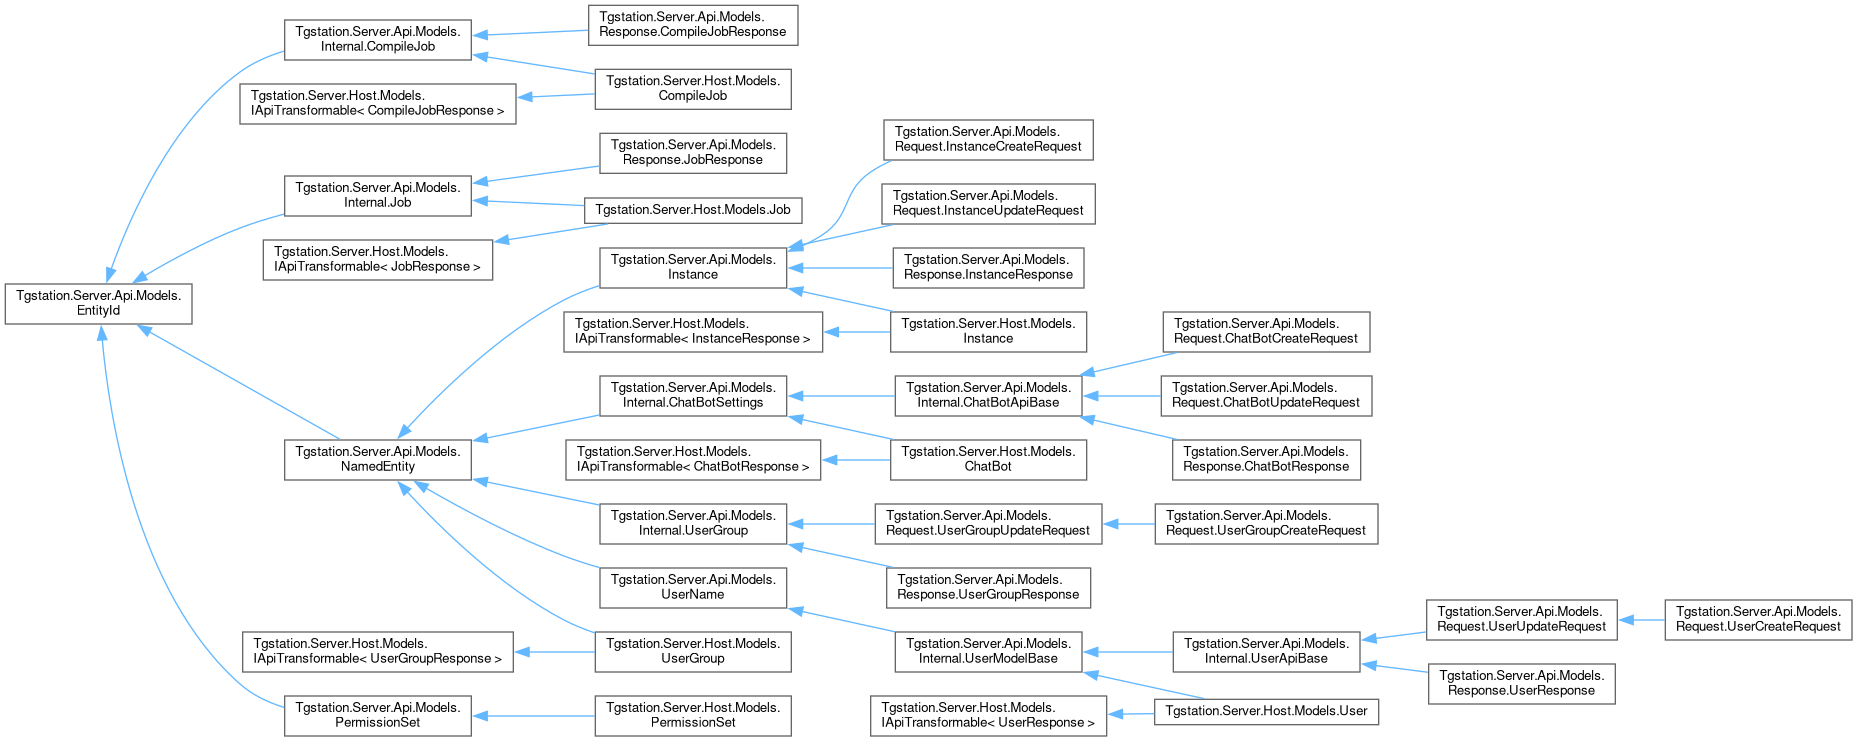 Tgstation.Server.Api.Models.
EntityId
Tgstation.Server.Api.Models.
Internal.CompileJob
Tgstation.Server.Host.Models.
IApiTransformable< CompileJobResponse >
Tgstation.Server.Api.Models.
Internal.Job
Tgstation.Server.Host.Models.
IApiTransformable< JobResponse >
Tgstation.Server.Api.Models.
NamedEntity
Tgstation.Server.Host.Models.
IApiTransformable< UserGroupResponse >
Tgstation.Server.Api.Models.
PermissionSet
Tgstation.Server.Api.Models.
Response.CompileJobResponse
Tgstation.Server.Host.Models.
CompileJob
Tgstation.Server.Api.Models.
Response.JobResponse
Tgstation.Server.Host.Models.Job
Tgstation.Server.Api.Models.
Instance
Tgstation.Server.Host.Models.
IApiTransformable< InstanceResponse >
Tgstation.Server.Api.Models.
Internal.ChatBotSettings
Tgstation.Server.Host.Models.
IApiTransformable< ChatBotResponse >
Tgstation.Server.Api.Models.
Internal.UserGroup
Tgstation.Server.Api.Models.
UserName
Tgstation.Server.Host.Models.
UserGroup
Tgstation.Server.Host.Models.
PermissionSet
Tgstation.Server.Api.Models.
Request.InstanceCreateRequest
Tgstation.Server.Api.Models.
Request.InstanceUpdateRequest
Tgstation.Server.Api.Models.
Response.InstanceResponse
Tgstation.Server.Host.Models.
Instance
Tgstation.Server.Api.Models.
Internal.ChatBotApiBase
Tgstation.Server.Host.Models.
ChatBot
Tgstation.Server.Api.Models.
Request.UserGroupUpdateRequest
Tgstation.Server.Api.Models.
Response.UserGroupResponse
Tgstation.Server.Api.Models.
Internal.UserModelBase
Tgstation.Server.Host.Models.
IApiTransformable< UserResponse >
Tgstation.Server.Api.Models.
Request.ChatBotCreateRequest
Tgstation.Server.Api.Models.
Request.ChatBotUpdateRequest
Tgstation.Server.Api.Models.
Response.ChatBotResponse
Tgstation.Server.Api.Models.
Request.UserGroupCreateRequest
Tgstation.Server.Api.Models.
Internal.UserApiBase
Tgstation.Server.Host.Models.User
Tgstation.Server.Api.Models.
Request.UserUpdateRequest
Tgstation.Server.Api.Models.
Response.UserResponse
Tgstation.Server.Api.Models.
Request.UserCreateRequest